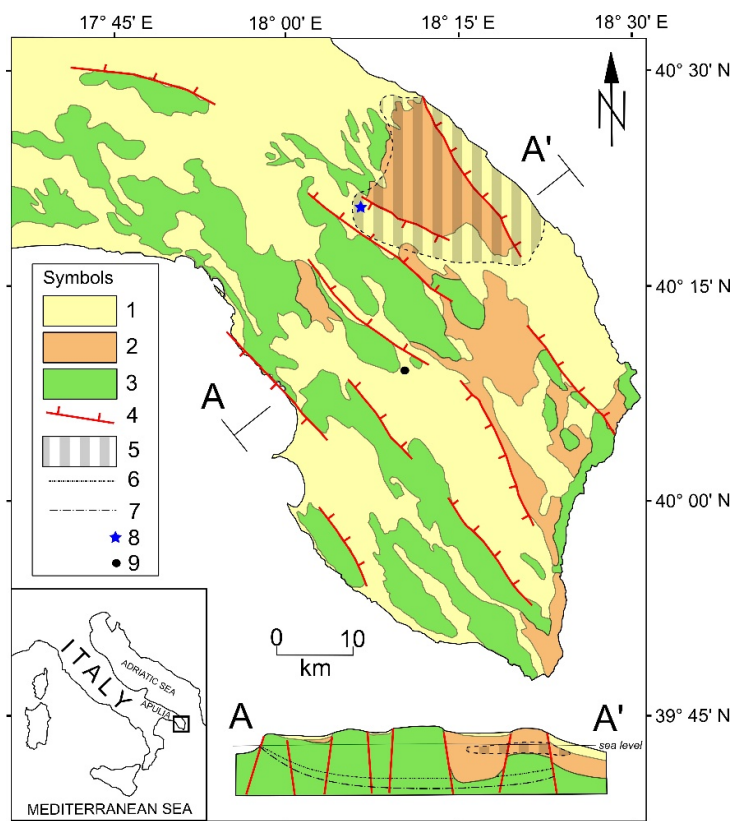 17° 45' E 18° 00' E 18° 15' E 18° 30' E
40° 30' N
N
A'
Symbols
1
2
3
4
5
6
7
8
9
40° 15' N
A
40° 00' N
0 10
km
ITALY
ADRIATIC SEA
APULIA
MEDITERRANEAN SEA
39° 45' N
A A'
sea level